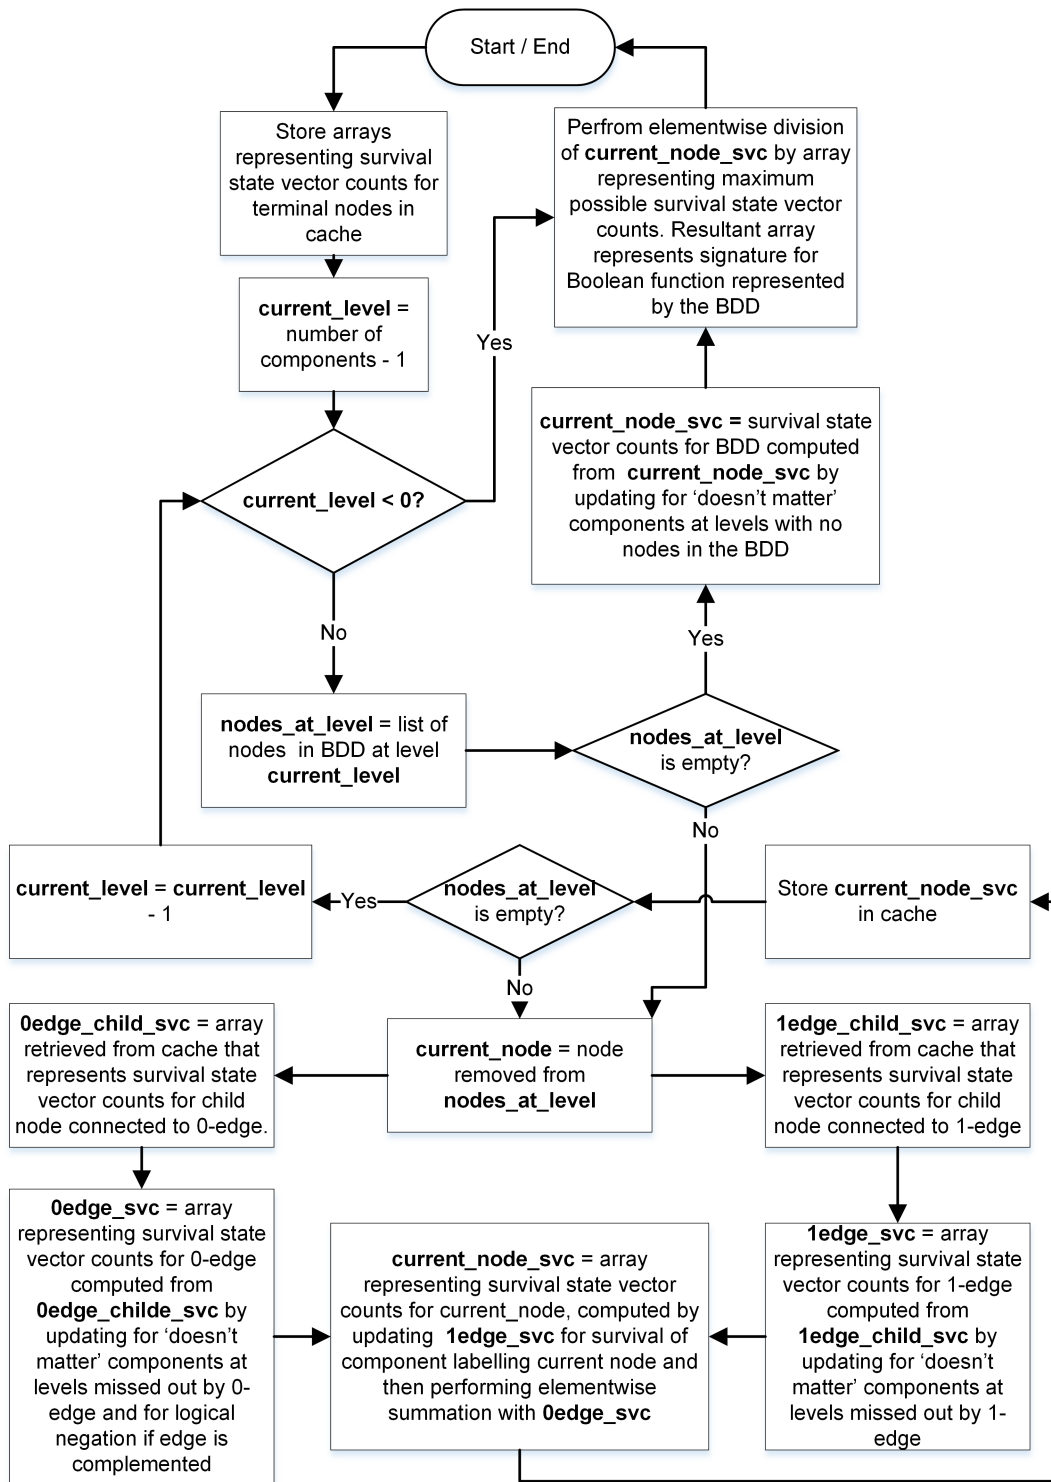 Start / End
Store arrays
representing survival
state vector counts for
terminal nodes in
cache
Perfrom elementwise division
of current_node_svc by array
representing maximum
possible survival state vector
counts. Resultant array
represents signature for
Boolean function represented
by the BDD
current_level =
number of
components - 1
Yes
current_node_svc = survival state
vector counts for BDD computed
from current_node_svc by
updating for ‘doesn’t matter’
components at levels with no
nodes in the BDD
current_level < 0?
No
Yes
nodes_at_level = list of
nodes in BDD at level
current_level
nodes_at_level
is empty?
No
current_level = current_level
- 1
Yes
nodes_at_level
is empty?
Store current_node_svc
in cache
No
0edge_child_svc = array
retrieved from cache that
represents survival state
vector counts for child
node connected to 0-edge.
current_node = node
removed from
nodes_at_level
1edge_child_svc = array
retrieved from cache that
represents survival state
vector counts for child
node connected to 1-edge
0edge_svc = array
representing survival state
vector counts for 0-edge
computed from
0edge_childe_svc by
updating for ‘doesn’t
matter’ components at
levels missed out by 0-
edge and for logical
negation if edge is
complemented
current_node_svc = array
representing survival state vector
counts for current_node, computed by
updating 1edge_svc for survival of
component labelling current node and
then performing elementwise
summation with 0edge_svc
1edge_svc = array
representing survival state
vector counts for 1-edge
computed from
1edge_child_svc by
updating for ‘doesn’t
matter’ components at
levels missed out by 1-
edge